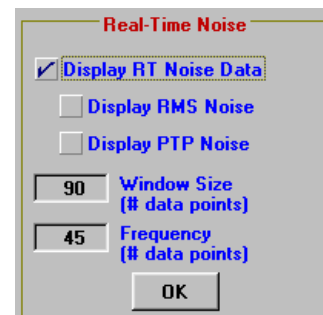 Real-Time Noise
Display RT Noise Data
Display RMS Noise
Display PTP Noise
90 Window Size
(# data points)
45 Frequency
(# data points)
OK